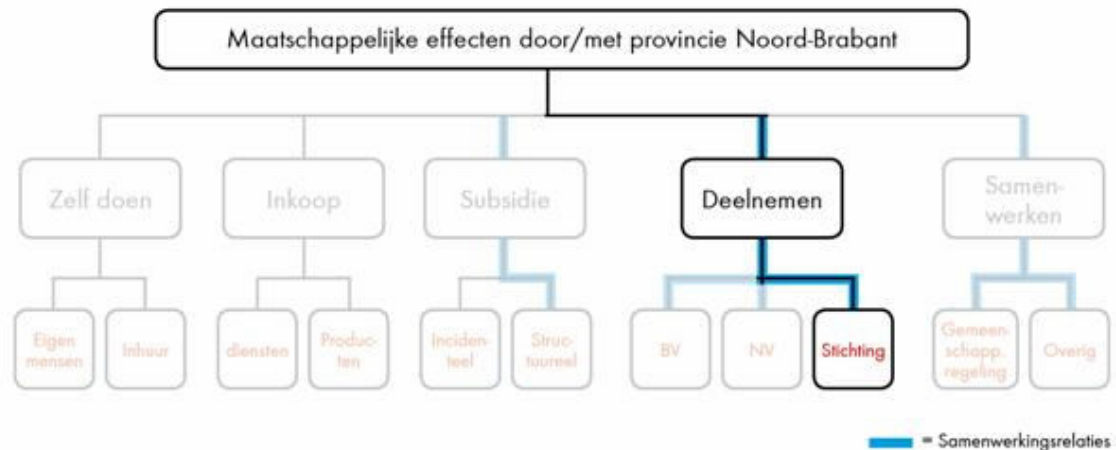 Maatschappelijke effecten door/met provincie Noord-Brabant
Zelf doen
Inkoop
Subsidie
Deelnemen
Samen-
werken
Eigen
mensen
Inhuur
diensten
Produc-
ten
Inciden-
teel
Struc-
tuureel
BV
NV
Stichting
Gemeen-
schapp.
regeling
Overig
= Samenwerkingsrelaties